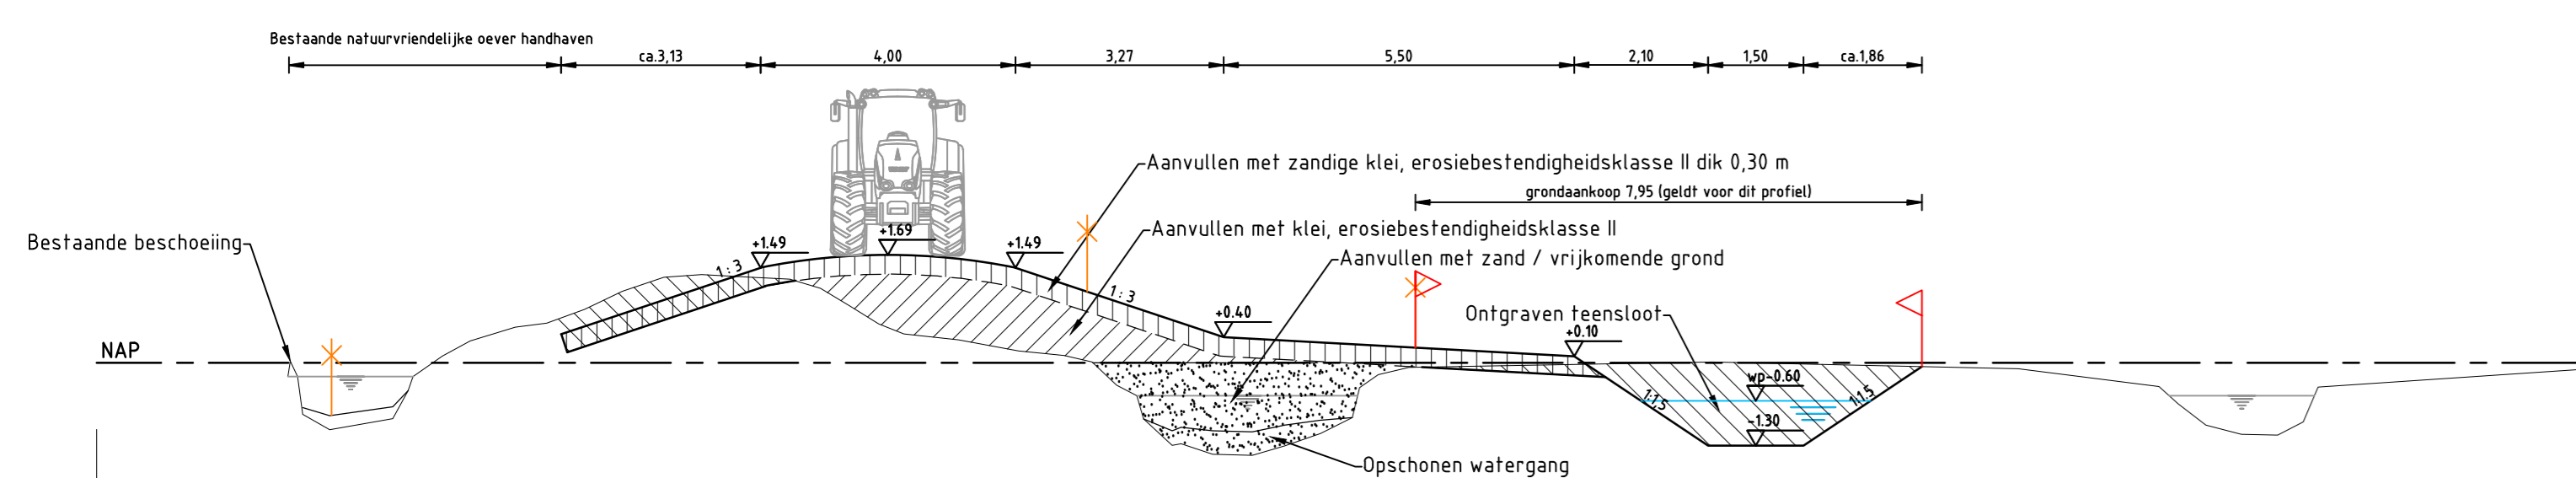 Bestaande natuurvriendelijke oever handhaven
ca.3,13
4,00
3,27
5,50
2,10
1,50
ca.1,86
Aanvullen met zandige klei, erosiebestendigheidsklasse II dik 0,30 m
grondaankoop 7,95 (geldt voor dit profiel)
Aanvullen met klei, erosiebestendigheidsklasse II
Bestaande beschoeiing
+1.49
+1.69
+1.49
Aanvullen met zand / vrijkomende grond
1 : 3
1 : 3
Ontgraven teensloot
+0.40
+0.10
NAP
wp-0.60
1:1,5
1:1.5
-1.30
Opschonen watergang